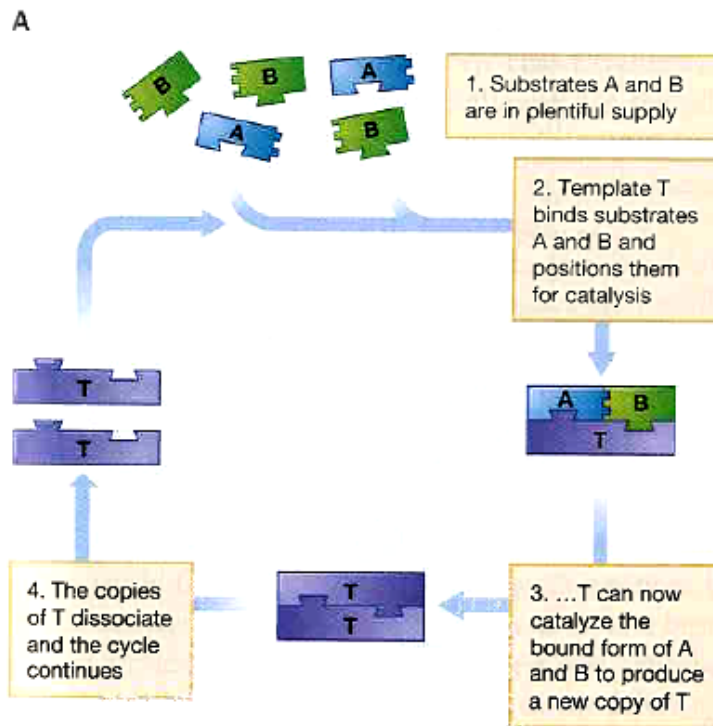 A
B
B
A
A
B
1. Substrates A and B
are in plentiful supply
2. Template T
binds substrates
A and B and
positions them
for catalysis
T
T
A
B
T
4. The copies
of T dissociate
and the cycle
continues
T
T
3. ...T can now
catalyze the
bound form of A
and B to produce
a new copy of T